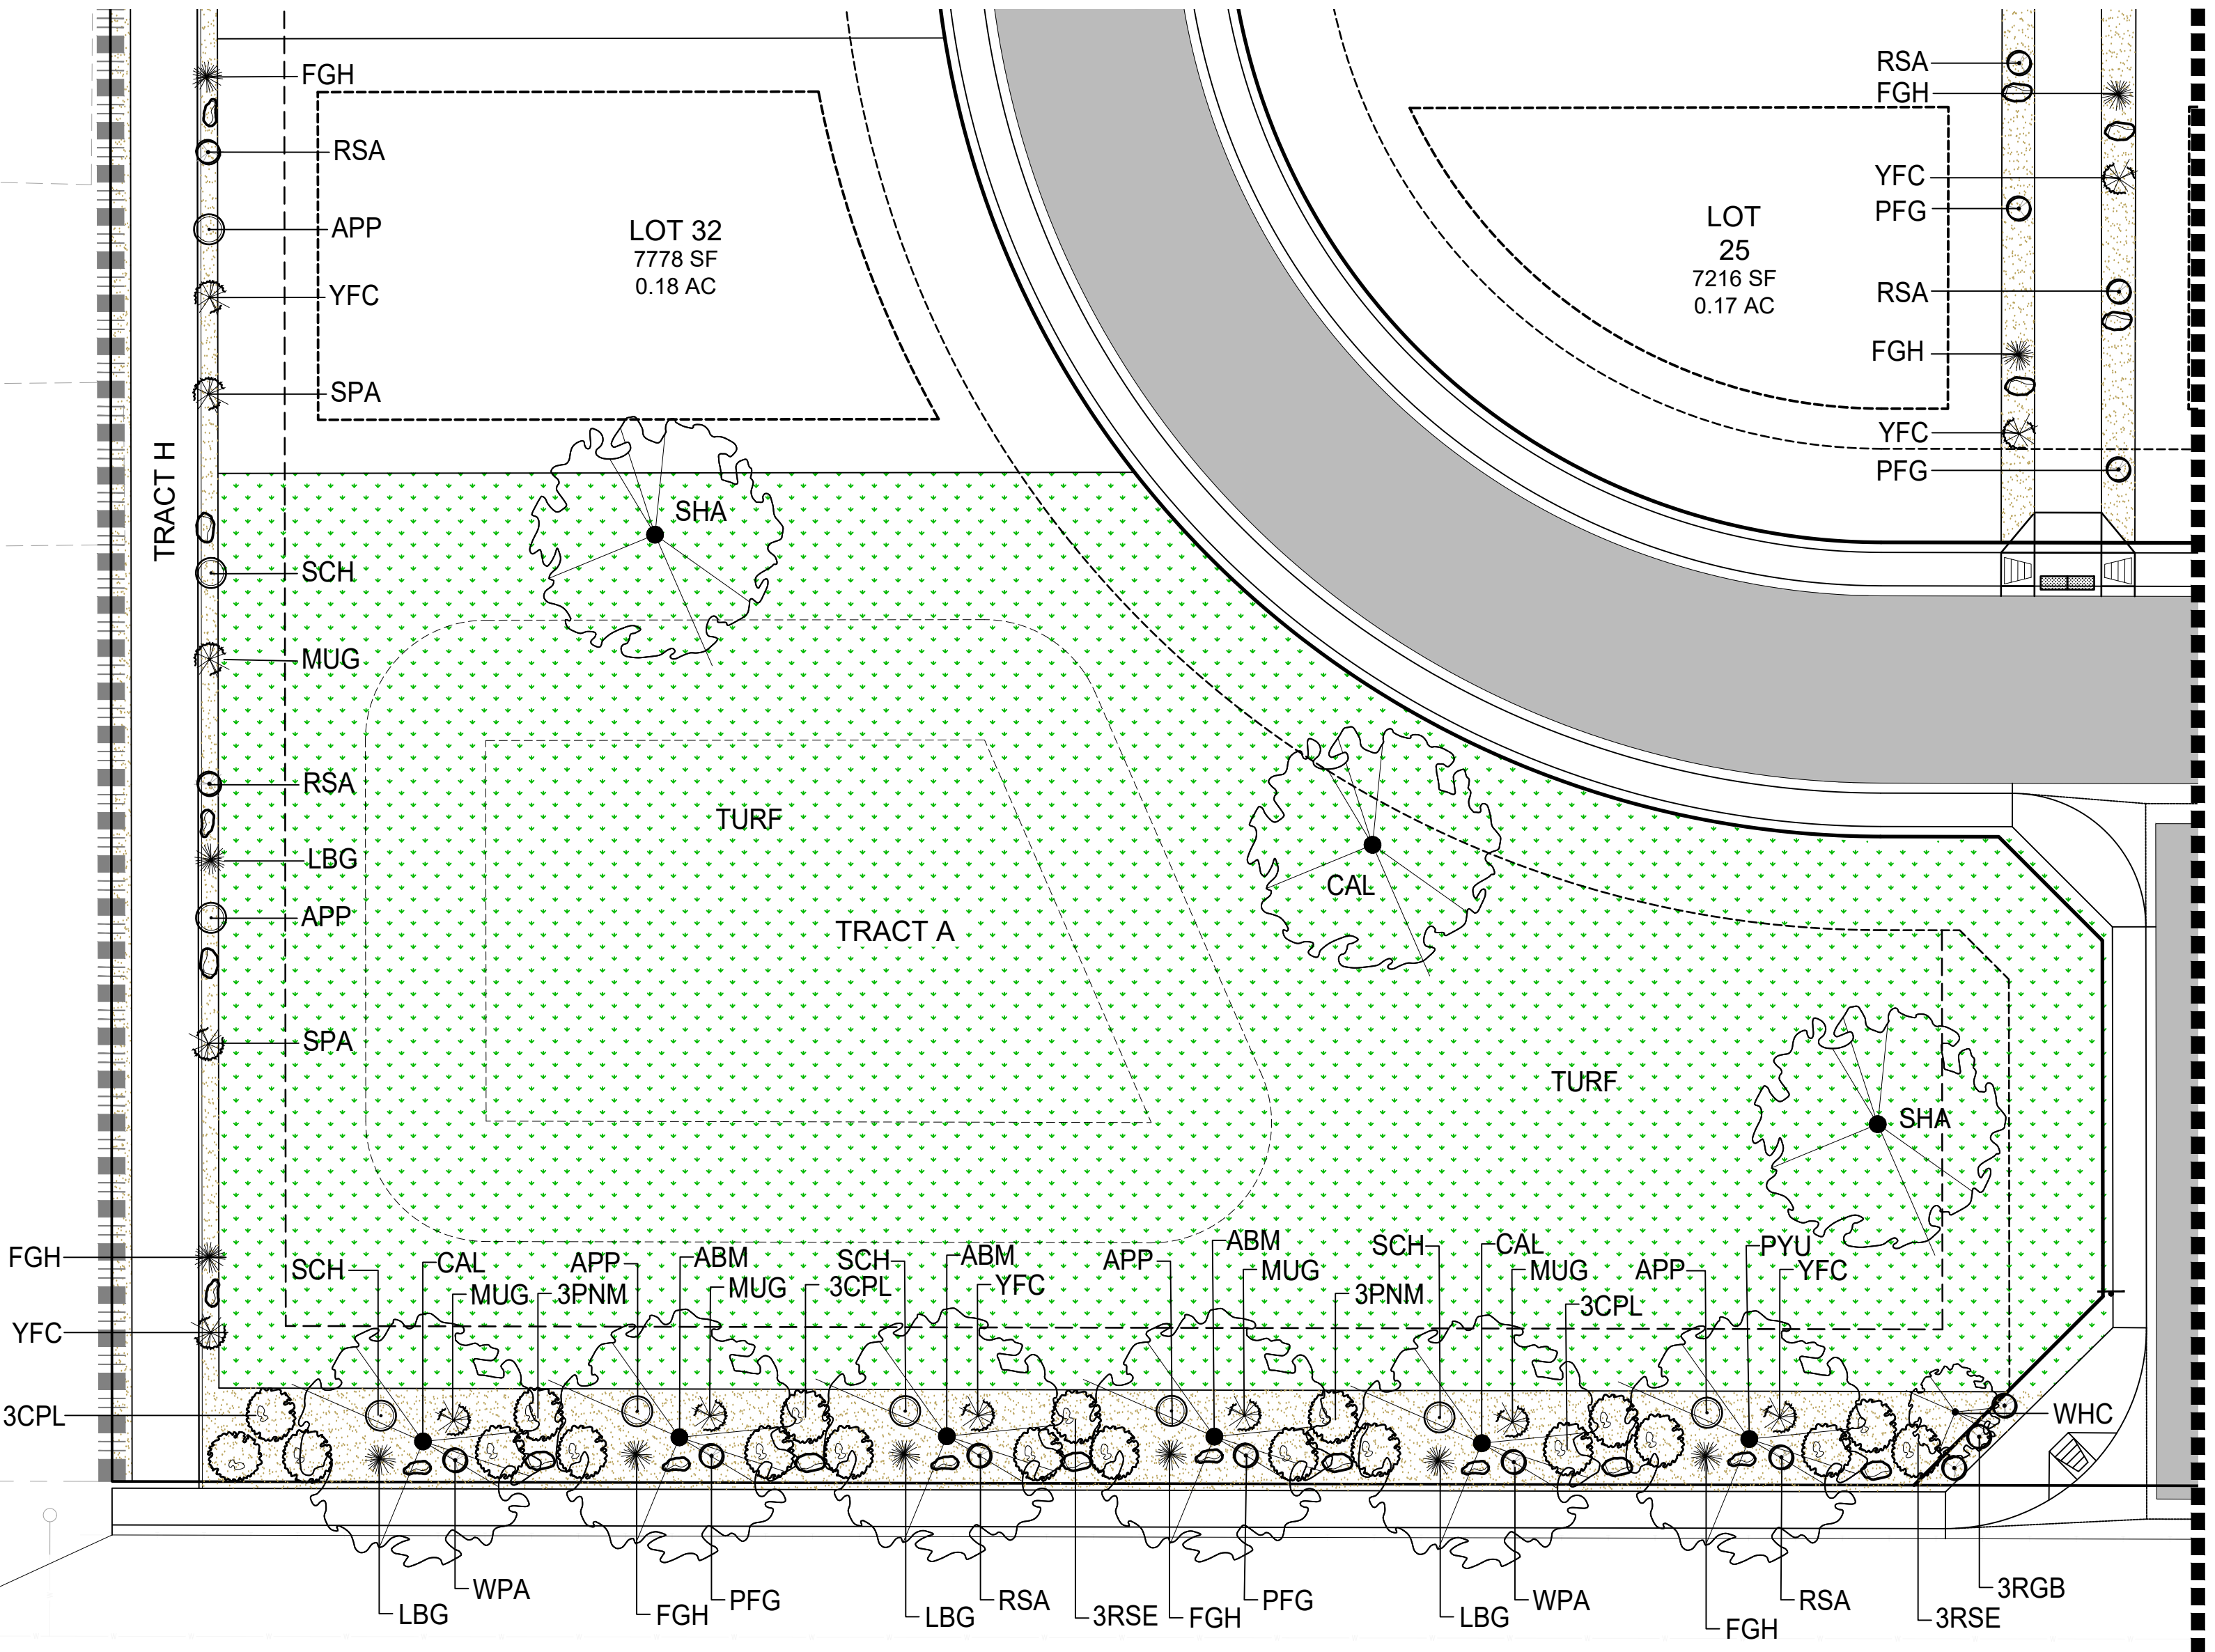 FGH
RSA
APP
YFC
SPA
SCH
MUG
RSA
LBG
APP
SPA
FGH
YFC
3CPL
TRACT H
LOT 32
7778 SF
0.18 AC
LOT
25
7216 SF
0.17 AC
RSA
FGH
YFC
PFG
RSA
FGH
YFC
PFG
SHA
TURF
CAL
TRACT A
TURF
SHA
SCH
CAL
MUG
APP
3PNM
ABM
MUG
SCH
3CPL
ABM
YFC
APP
ABM
MUG
SCH
3PNM
CAL
MUG
3CPL
APP
PYU
YFC
WHC
LBG
WPA
FGH
PFG
LBG
RSA
3RSE
FGH
PFG
LBG
WPA
FGH
RSA
3RSE
3RGB